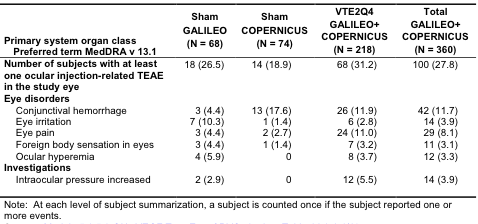 Sham Sham VTE2Q4 Total
GALILEO COPERNICUS GALILEO+ GALILEO+
Primary system organ class (N = 68) (N = 74) COPERNICUS COPERNICUS
Preferred term MedDRA v 13.1 (N = 218) (N = 360)
Number of subjects with at least 18 (26.5) 14 (18.9) 68 (31.2) 100 (27.8)
one ocular injection-related TEAE
in the study eye
Eye disorders
Conjunctival hemorrhage 3 (4.4) 13 (17.6) 26 (11.9) 42 (11.7)
Eye irritation 7 (10.3) 1 (1.4) 6 (2.8) 14 (3.9)
Eye pain 3 (4.4) 2 (2.7) 24 (11.0) 29 (8.1)
Foreign body sensation in eyes 3 (4.4) 1 (1.4) 7 (3.2) 11 (3.1)
Ocular hyperemia 4 (5.9) 0 8 (3.7) 12 (3.3)
Investigations
Intraocular pressure increased 2 (2.9) 0 12 (5.5) 14 (3.9)
Note: At each level of subject summarization, a subject is counted once if the subject reported one or
more events.